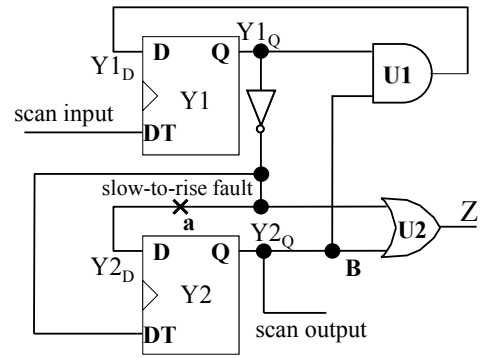 D
Q
Y1Q
Y1D
U1
Y1
scan input
DT
slow-to-rise fault
a
Z
U2
Y2Q
D
Q
B
Y2D
Y2
DT
scan output